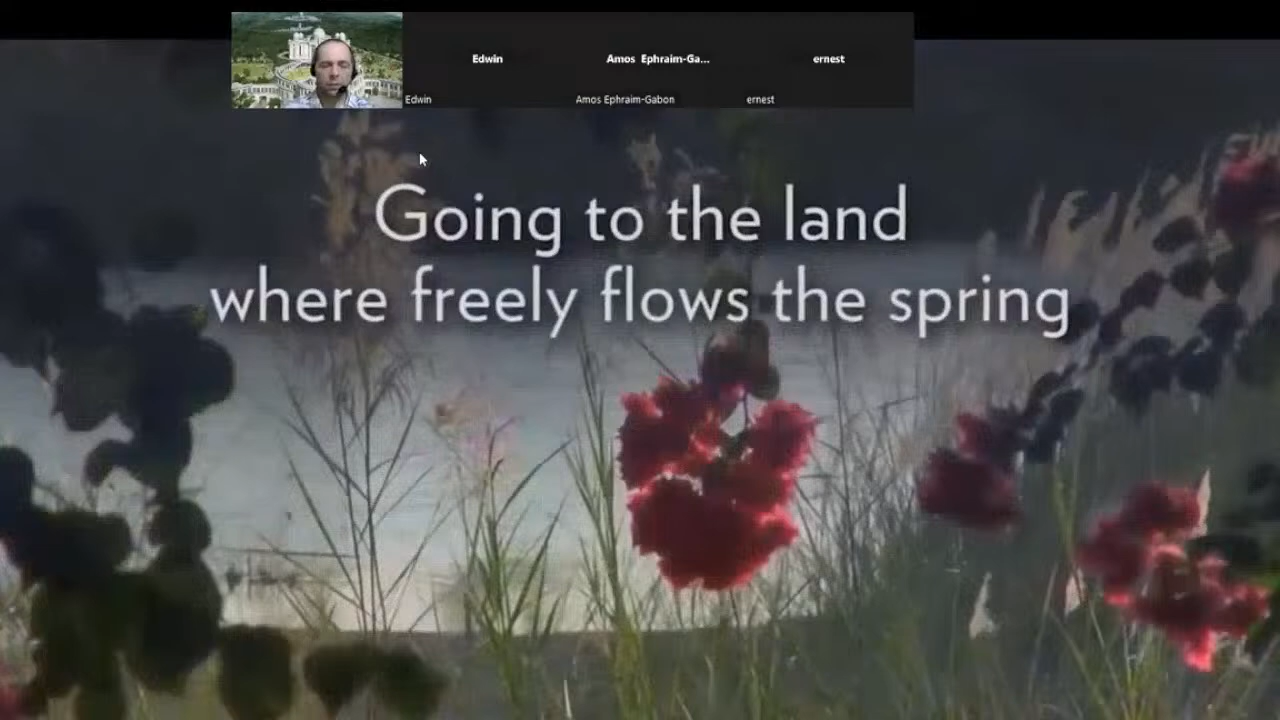 Edwin
Amos Ephraim-Ga...
ernest
Edwin
Amos Ephraim-Gabon
ernest
Going to the land
where freely flows the spring